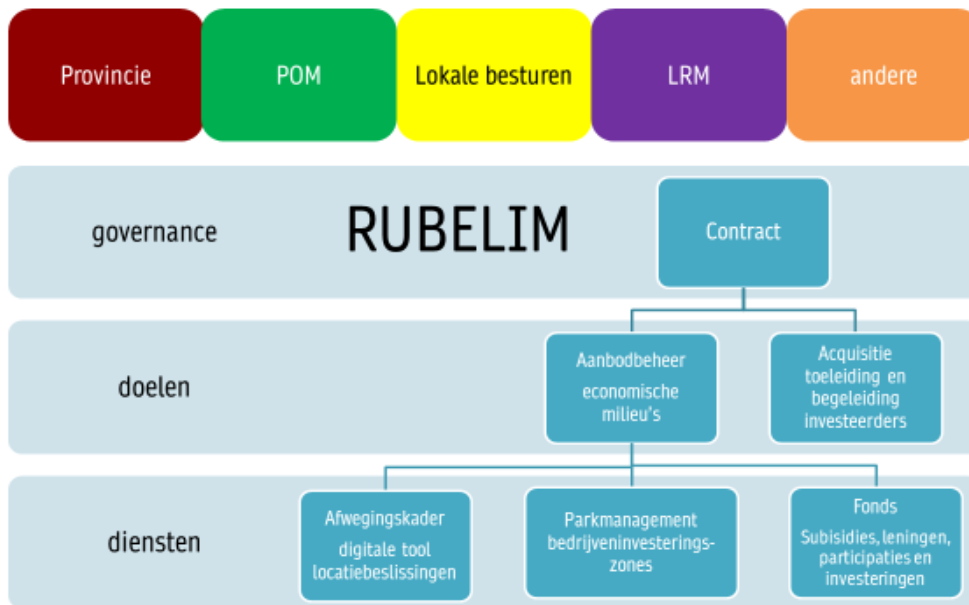 Provincie
POM
Lokale besturen
LRM
andere
governance
RUBELIM
Contract
doelen
Aanbodbeheer
economische
milieu's
Acquisitie
toeleiding en
begeleiding
investeerders
diensten
Afwegingskader
digitale tool
locatiebeslissingen
Parkmanagement
bedrijveninvesterings-
zones
Fonds
Subisidies, leningen,
participaties en
investeringen